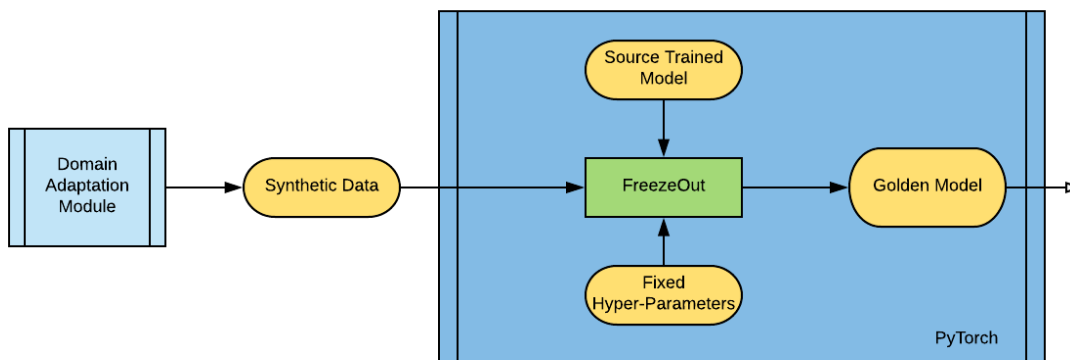 Source Trained
Model
Domain
Adaptation
Module
Synthetic Data
FreezeOut
Golden Model
Fixed
Hyper-Parameters
PyTorch